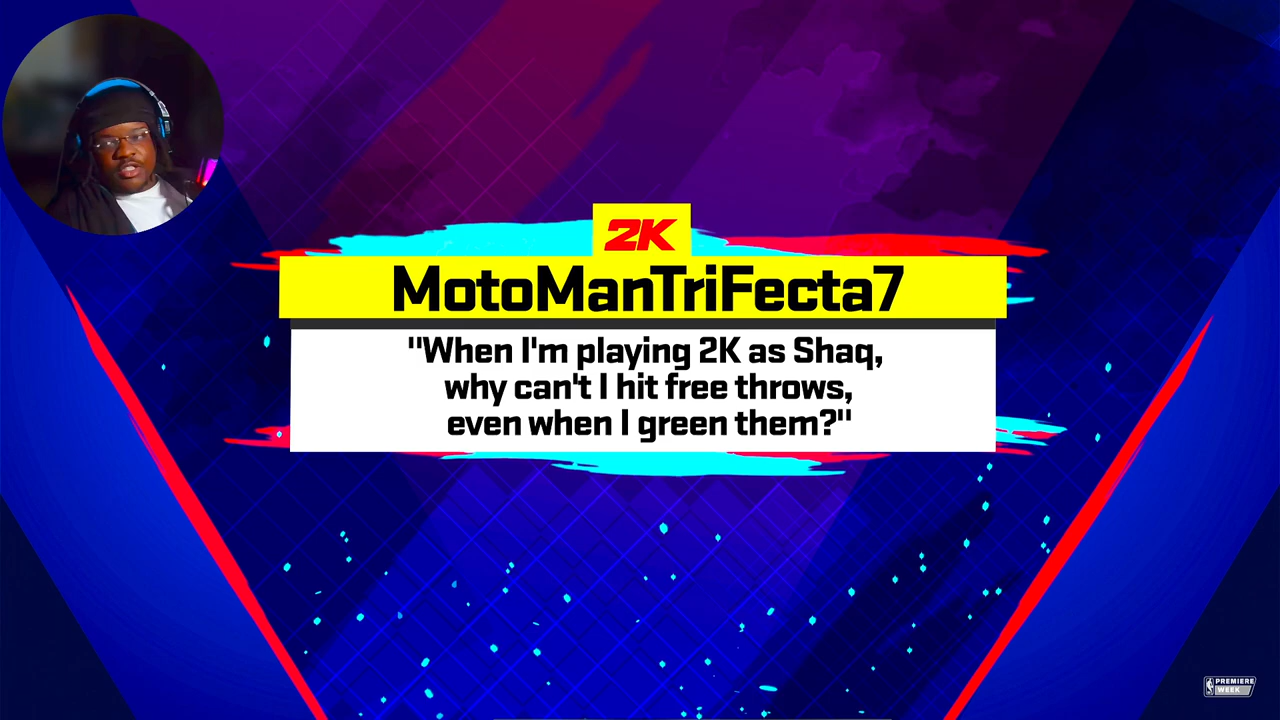 2K
MotoManTriFecta7
"When I'm playing 2K as Shaq,
why can't I hit free throws,
even when I green them?"
PREMIERE
WEEK